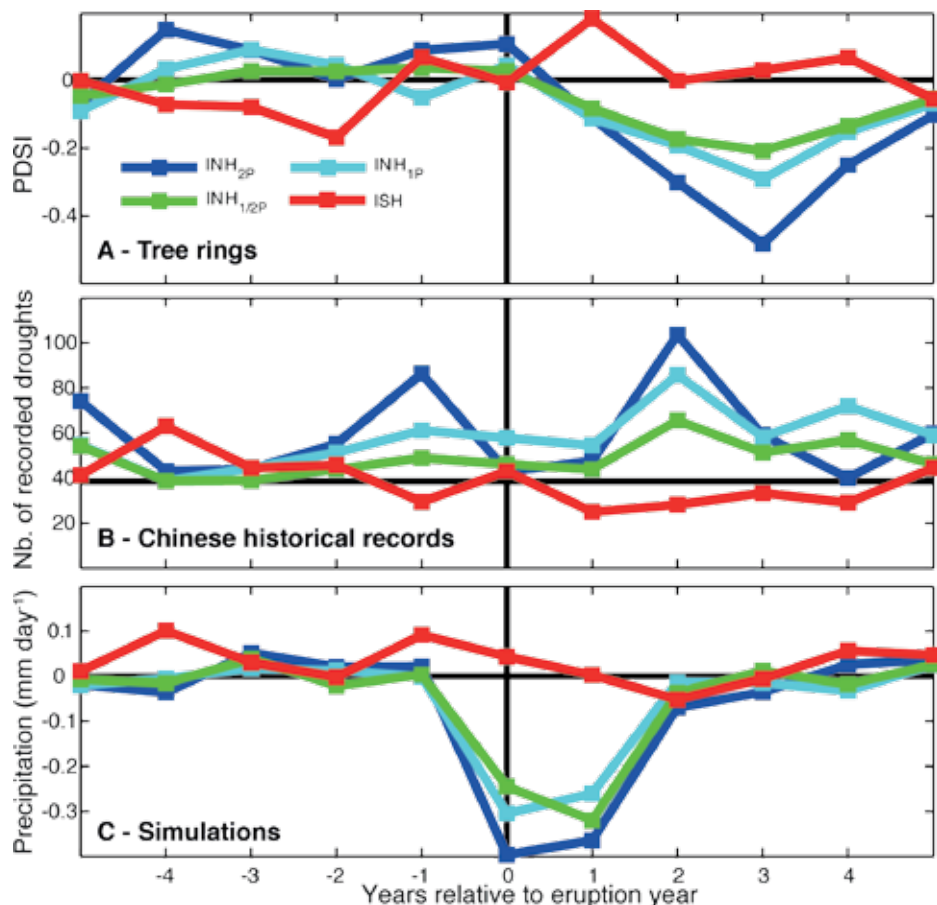 PDSI
0
-0.2
-0.4
INH2P
INH1P
INH1/2P
ISH
A - Tree rings
Nb. of recorded droughts
100
80
60
40
20
B - Chinese historical records
Precipitation (mm day-1)
0.1
0
-0.1
-0.2
-0.3
C - Simulations
-4 -3 -2 -1 0 1 2 3 4
Years relative to eruption year